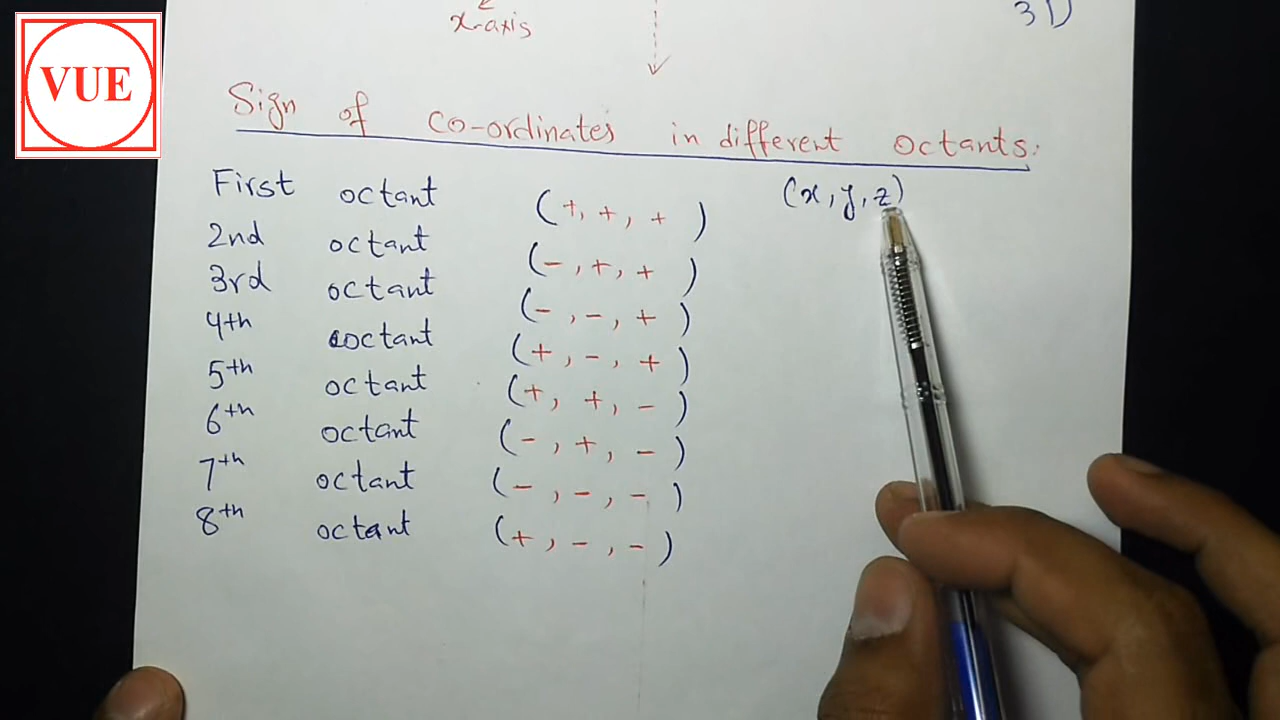 VUE
x-axis
3D
Sign of co-ordinates in different octants:
(x, y, z)
First octant (+, +, +)
2nd octant (-, +, +)
3rd octant (-, -, +)
4th octant (+, -, +)
5th octant (+, +, -)
6th octant (-, +, -)
7th octant (-, -, -)
8th octant (+, -, -)